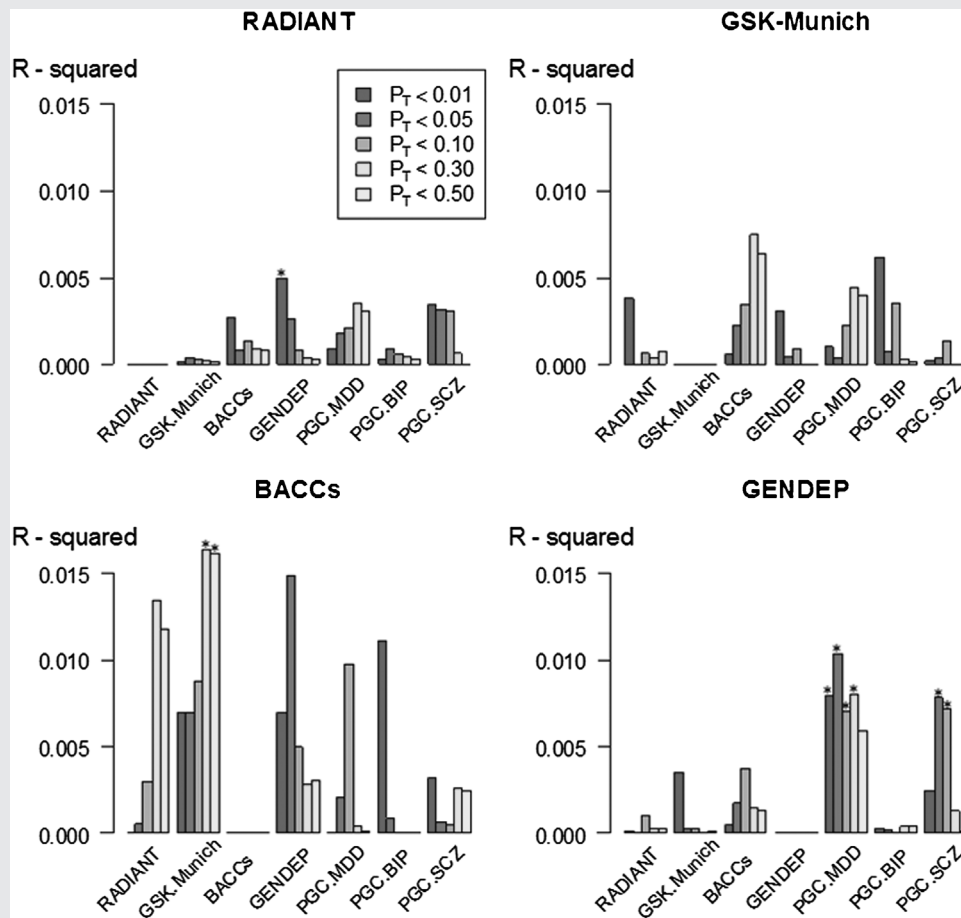 RADIANT
R - squared
0.015
0.010
0.005
0.000
P_T < 0.01
P_T < 0.05
P_T < 0.10
P_T < 0.30
P_T < 0.50
*
RADIANT
GSK.Munich
BACCs
GENDEP
PGC.MDD
PGC.BIP
PGC.SCZ
GSK-Munich
R - squared
0.015
0.010
0.005
0.000
RADIANT
GSK.Munich
BACCs
GENDEP
PGC.MDD
PGC.BIP
PGC.SCZ
BACCs
R - squared
0.015
0.010
0.005
0.000
* *
RADIANT
GSK.Munich
BACCs
GENDEP
PGC.MDD
PGC.BIP
PGC.SCZ
GENDEP
R - squared
0.015
0.010
0.005
0.000
* * * *
* *
RADIANT
GSK.Munich
BACCs
GENDEP
PGC.MDD
PGC.BIP
PGC.SCZ